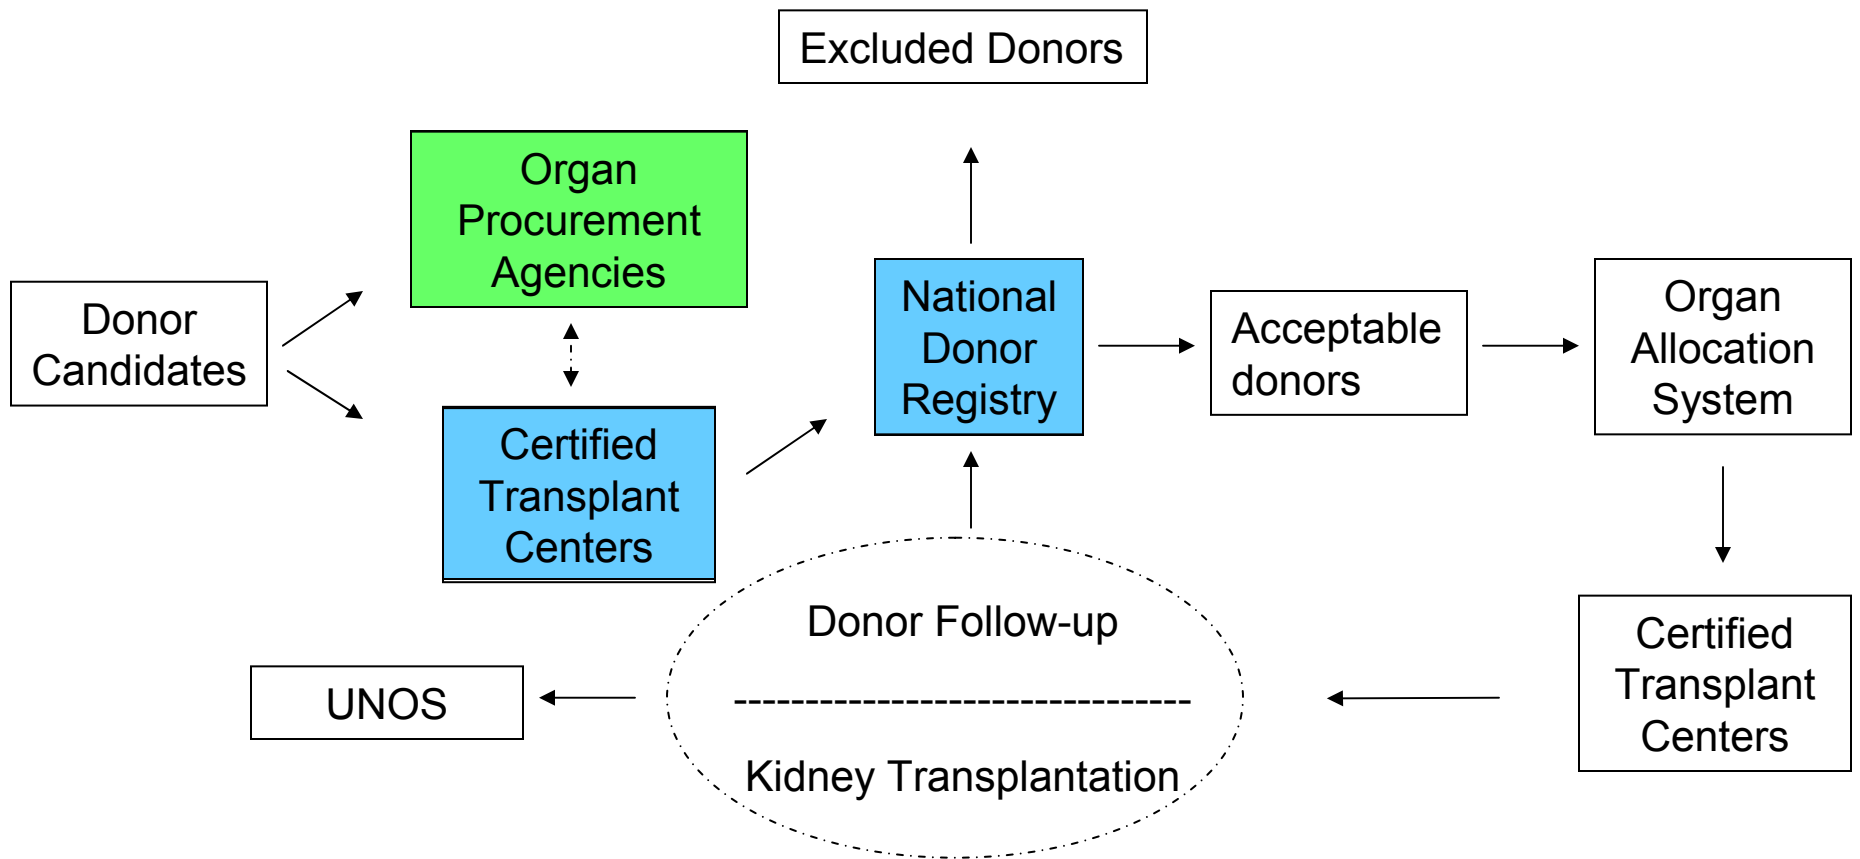 Excluded Donors
Organ
Procurement
Agencies
Donor
Candidates
Certified
Transplant
Centers
National
Donor
Registry
Acceptable
donors
Organ
Allocation
System
Certified
Transplant
Centers
Donor Follow-up
Kidney Transplantation
UNOS